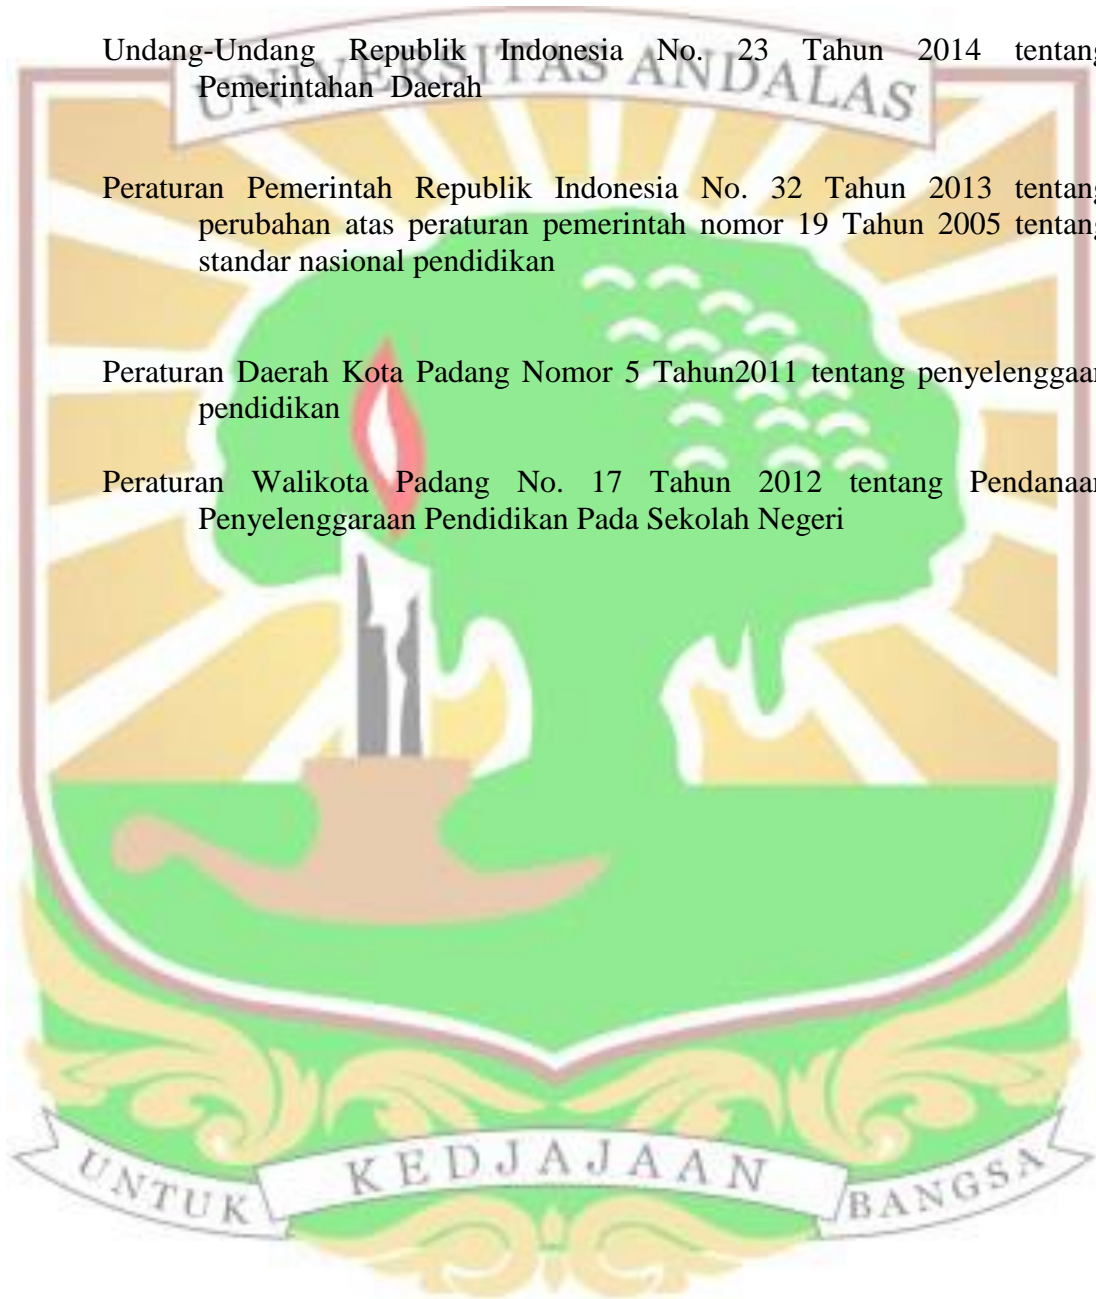 Undang-Undang Republik Indonesia No. 23 Tahun 2014 tentang
Pemerintahan Daerah
UNIVERSITAS ANDALAS
Peraturan Pemerintah Republik Indonesia No. 32 Tahun 2013 tentang
perubahan atas peraturan pemerintah nomor 19 Tahun 2005 tentang
standar nasional pendidikan
Peraturan Daerah Kota Padang Nomor 5 Tahun2011 tentang penyelenggaan
pendidikan
Peraturan Walikota Padang No. 17 Tahun 2012 tentang Pendanaan
Penyelenggaraan Pendidikan Pada Sekolah Negeri
UNTUK KEDJAJAAN BANGSA